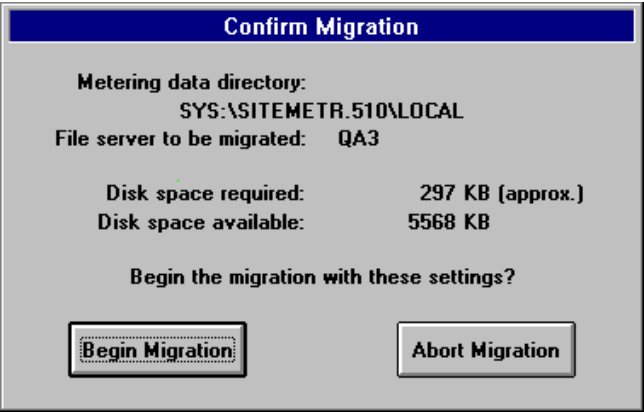 Confirm Migration
Metering data directory:
SYS:\SITEMETR.510\LOCAL
File server to be migrated: QA3
Disk space required: 297 KB (approx.)
Disk space available: 5568 KB
Begin the migration with these settings?
Begin Migration Abort Migration